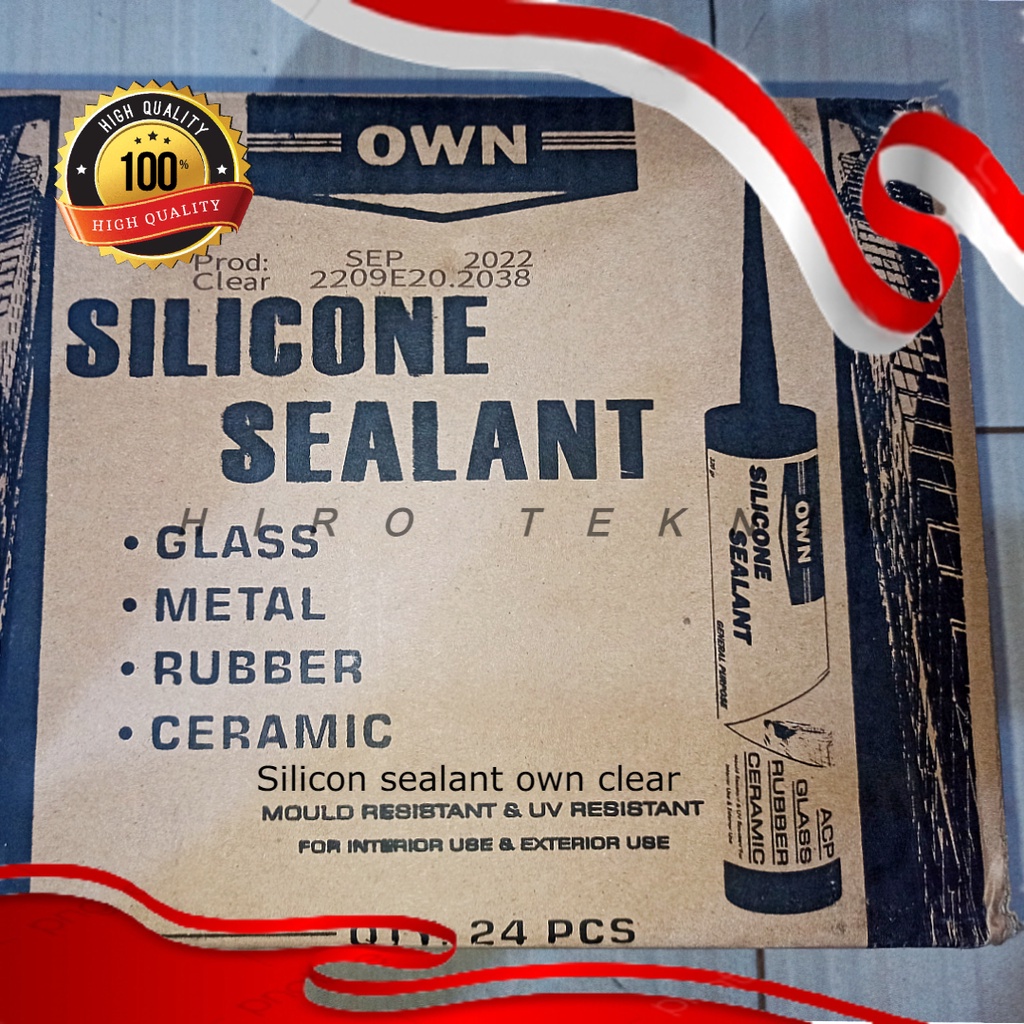 HIGH QUALITY
100%
HIGH QUALITY
OWN
Prod: SEP 2022
Clear 2209E20.2038
SILICONE
SEALANT
HIRO TEKN
• GLASS
• METAL
• RUBBER
• CERAMIC
Silicon sealant own clear
MOULD RESISTANT & UV RESISTANT
FOR INTERIOR USE & EXTERIOR USE
QTY. 24 PCS
OWN
SILICONE
SEALANT
GENERAL PURPOSE
ACP
GLASS
RUBBER
CERAMIC